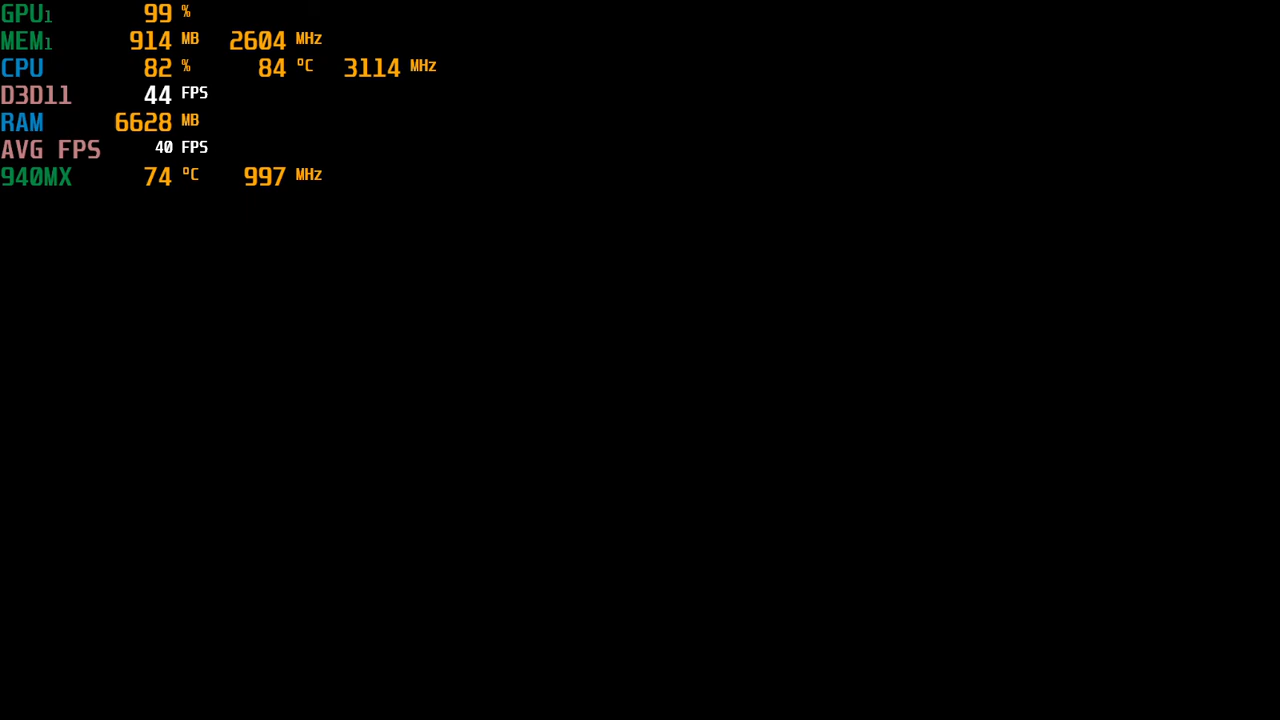 GPU1 99 %
MEM1 914 MB 2604 MHz
CPU 82 % 84 °C 3114 MHz
D3D11 44 FPS
RAM 6628 MB
AVG FPS 40 FPS
940MX 74 °C 997 MHz